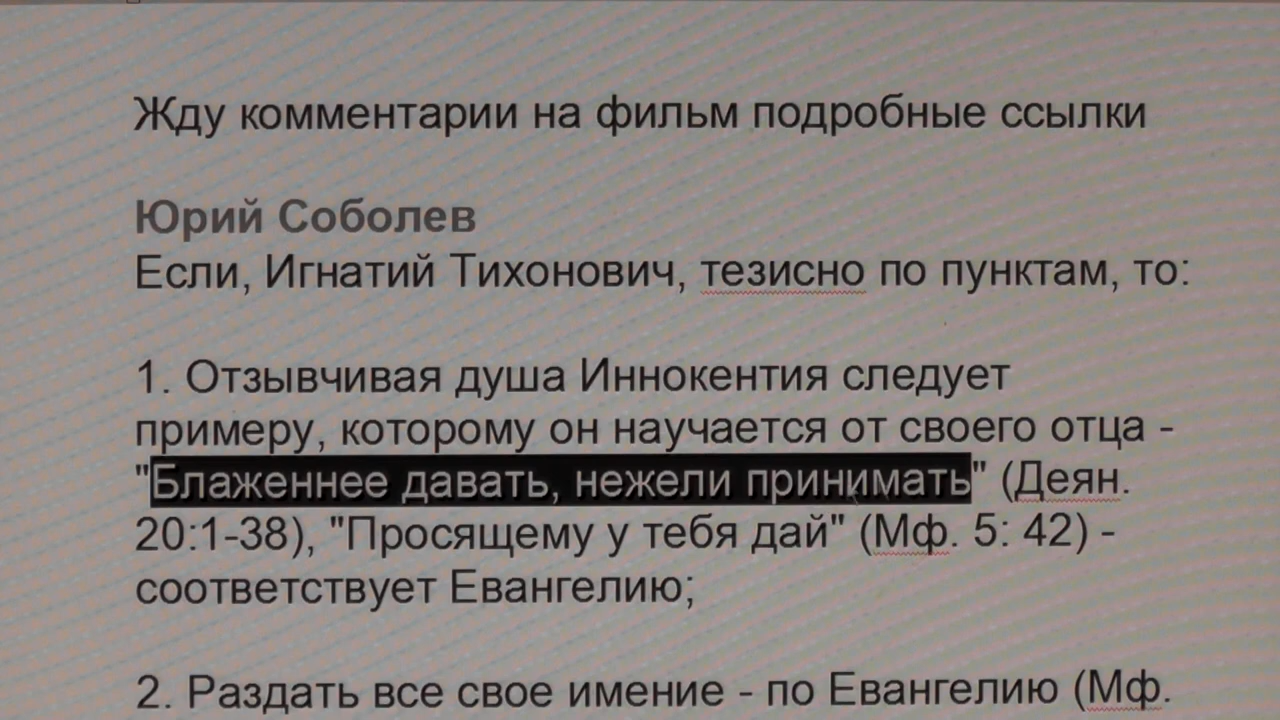 Жду комментарии на фильм подробные ссылки
Юрий Соболев
Если, Игнатий Тихонович, тезисно по пунктам, то:
1. Отзывчивая душа Иннокентия следует
примеру, которому он научается от своего отца -
"Блаженнее давать, нежели принимать" (Деян.
20:1-38), "Просящему у тебя дай" (Мф. 5: 42) -
соответствует Евангелию;
2. Раздать все свое имение - по Евангелию (Мф.